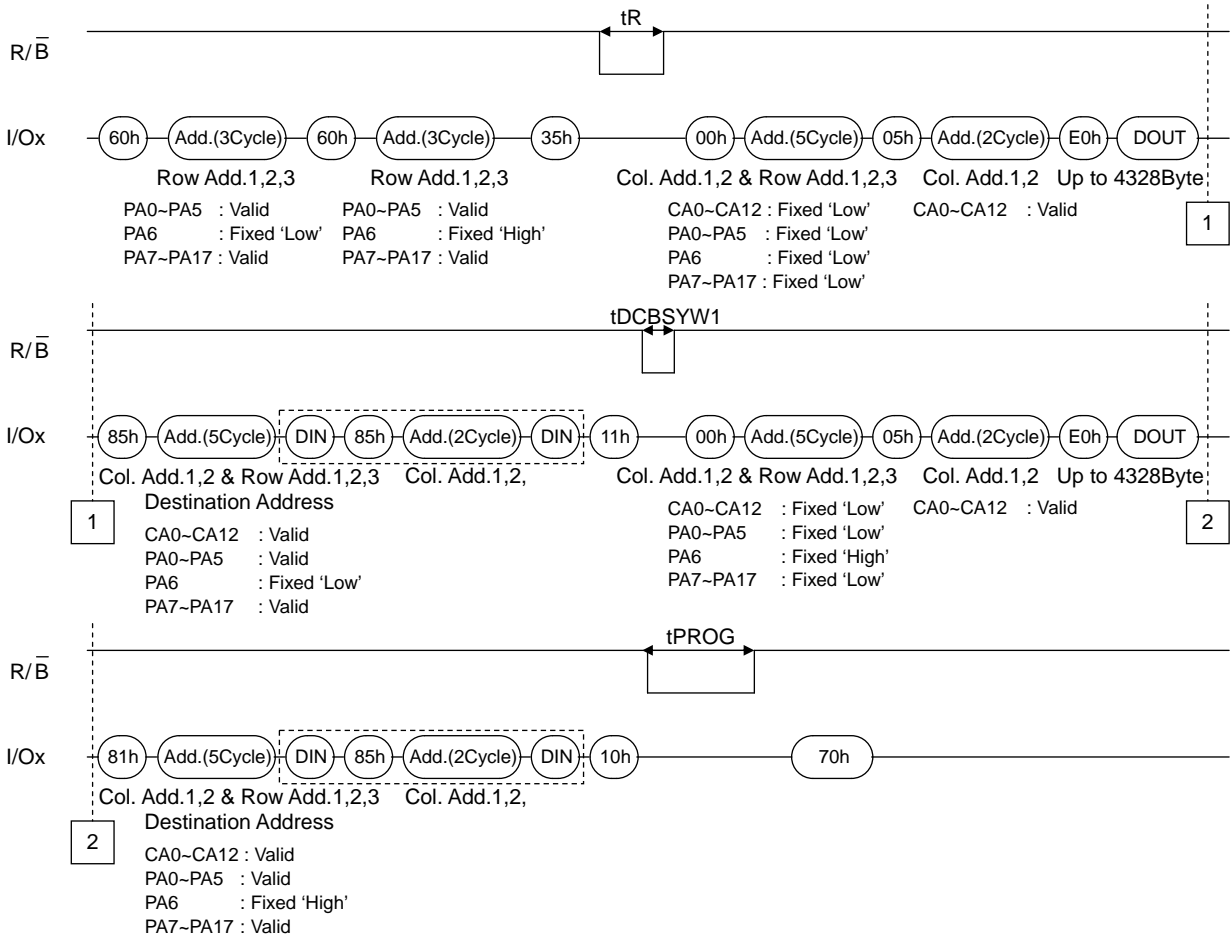 tR
R/B
I/Ox 60h Add.(3Cycle) 60h Add.(3Cycle) 35h 00h Add.(5Cycle) 05h Add.(2Cycle) E0h DOUT
Row Add.1,2,3 Row Add.1,2,3 Col. Add.1,2 & Row Add.1,2,3 Col. Add.1,2 Up to 4328Byte
PA0~PA5 : Valid PA0~PA5 : Valid CA0~CA12 : Fixed ‘Low’ CA0~CA12 : Valid
PA6 : Fixed ‘Low’ PA6 : Fixed ‘High’ PA0~PA5 : Fixed ‘Low’
PA7~PA17 : Valid PA7~PA17 : Valid PA6 : Fixed ‘Low’
PA7~PA17 : Fixed ‘Low’
1
tDCBSYW1
R/B
I/Ox 85h Add.(5Cycle) DIN 85h Add.(2Cycle) DIN 11h 00h Add.(5Cycle) 05h Add.(2Cycle) E0h DOUT
Col. Add.1,2 & Row Add.1,2,3 Col. Add.1,2, Col. Add.1,2 & Row Add.1,2,3 Col. Add.1,2 Up to 4328Byte
1
Destination Address
CA0~CA12 : Valid
PA0~PA5 : Valid
PA6 : Fixed ‘Low’
PA7~PA17 : Valid
CA0~CA12 : Fixed ‘Low’ CA0~CA12 : Valid
PA0~PA5 : Fixed ‘Low’
PA6 : Fixed ‘High’
PA7~PA17 : Fixed ‘Low’
2
tPROG
R/B
I/Ox 81h Add.(5Cycle) DIN 85h Add.(2Cycle) DIN 10h 70h
Col. Add.1,2 & Row Add.1,2,3 Col. Add.1,2,
2
Destination Address
CA0~CA12 : Valid
PA0~PA5 : Valid
PA6 : Fixed ‘High’
PA7~PA17 : Valid